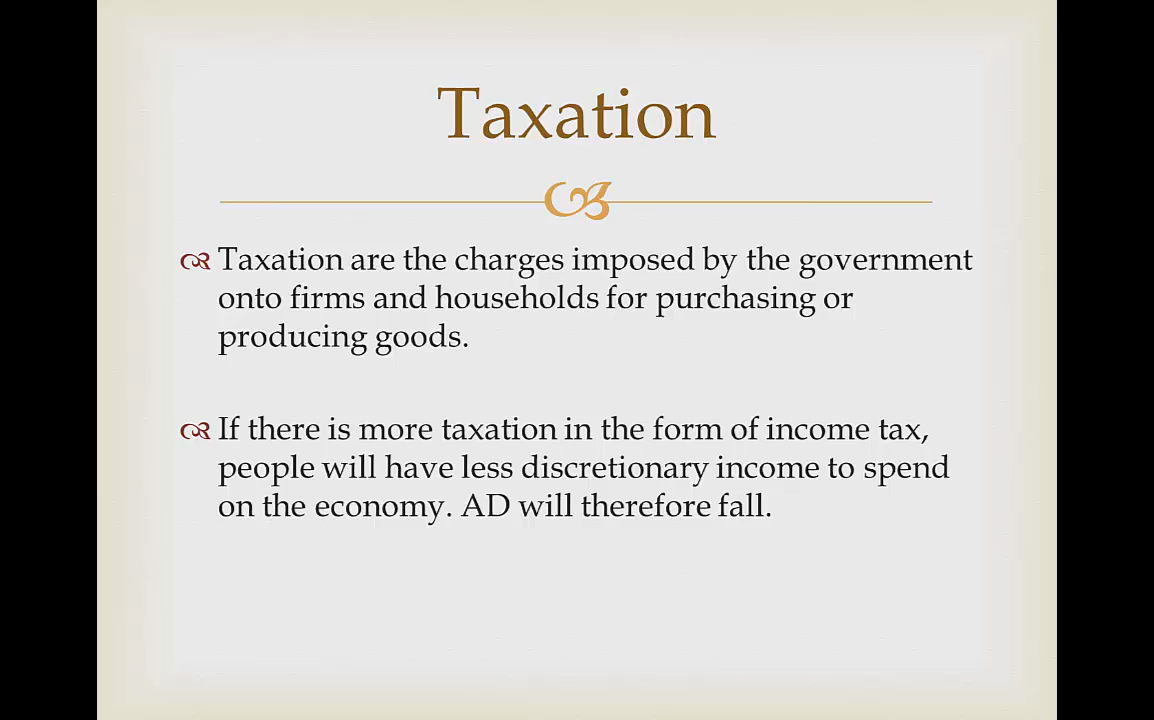 Taxation
Taxation are the charges imposed by the government
onto firms and households for purchasing or
producing goods.
If there is more taxation in the form of income tax,
people will have less discretionary income to spend
on the economy. AD will therefore fall.